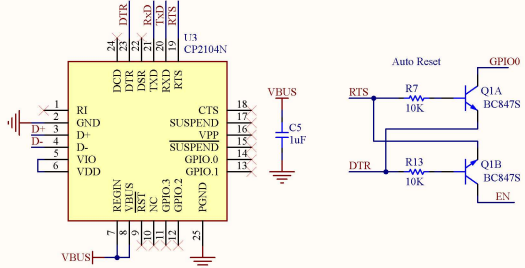 DTR
RxD
TxD
RTS
U3
CP2104N
24
23
22
21
20
19
DCD
DTR
DSR
TXD
RXD
RTS
1 RI
2 GND
D+ 3 D+
D- 4 D-
5 VIO
6 VDD
CTS 18
SUSPEND 17
VPP 16
SUSPEND 15
GPIO.0 14
GPIO.1 13
REGIN
VBUS
RST
NC
GPIO.3
GPIO.2
PGND
7
8
9
10
11
12
25
VBUS
VBUS
C5
1uF
Auto Reset
GPIO0
RTS
R7
10K
Q1A
BC847S
DTR
R13
10K
Q1B
BC847S
EN